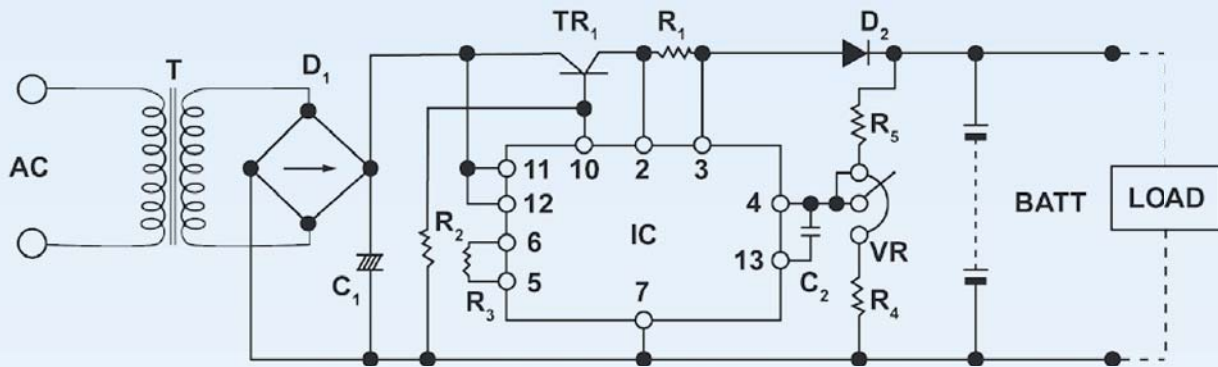 TR₁ R₁ D₂
T D₁
R₅
AC 11 10 2 3
12 4 BATT LOAD
R₂ 6 IC
13 VR
C₁ 5 C₂
R₃ 7 R₄